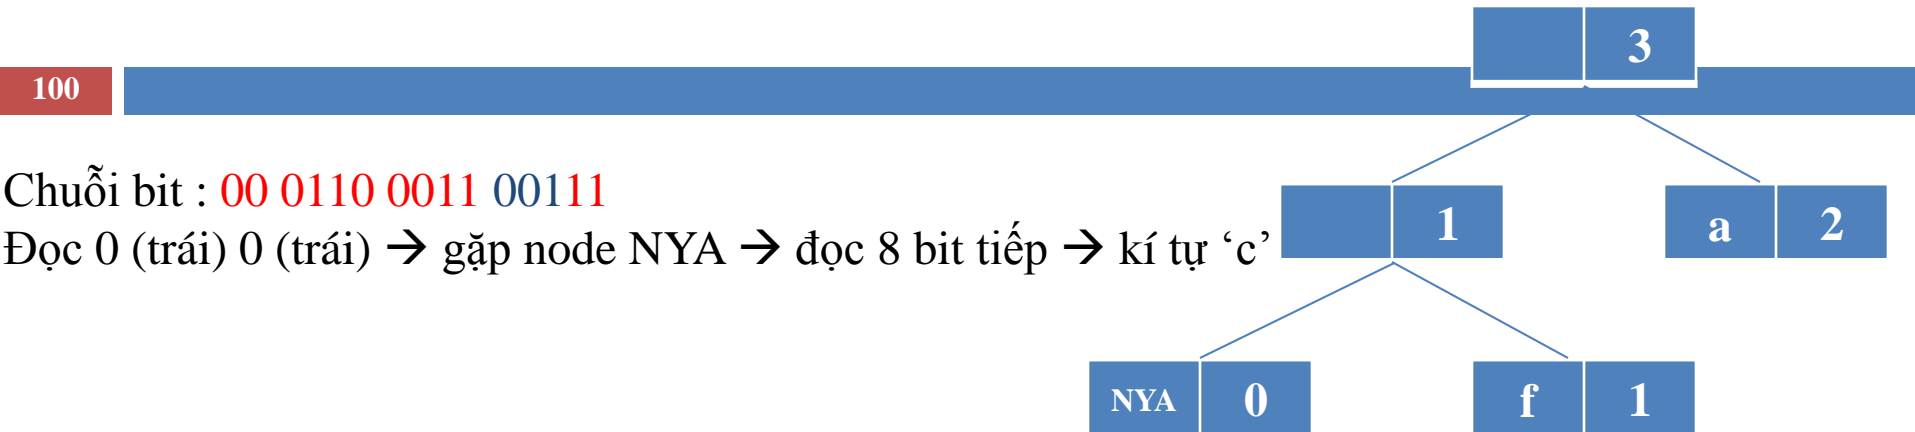 3
100
Chuỗi bit : 00 0110 0011 00111
Đọc 0 (trái) 0 (trái) → gặp node NYA → đọc 8 bit tiếp → kí tự ‘c’
1
a 2
NYA 0
f 1